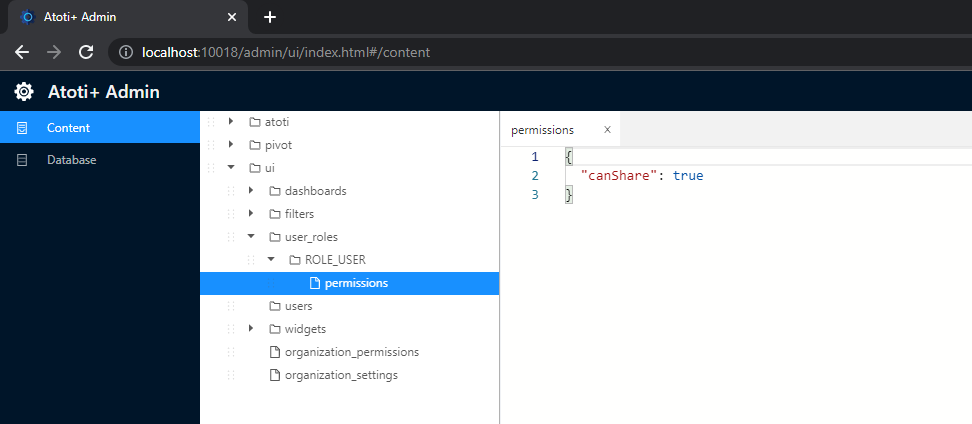 Atoti+ Admin
localhost:10018/admin/ui/index.html#/content
Atoti+ Admin
Content
Database
atoti
pivot
ui
dashboards
filters
user_roles
ROLE_USER
permissions
users
widgets
organization_permissions
organization_settings
permissions x
1 {
2 "canShare": true
3 }